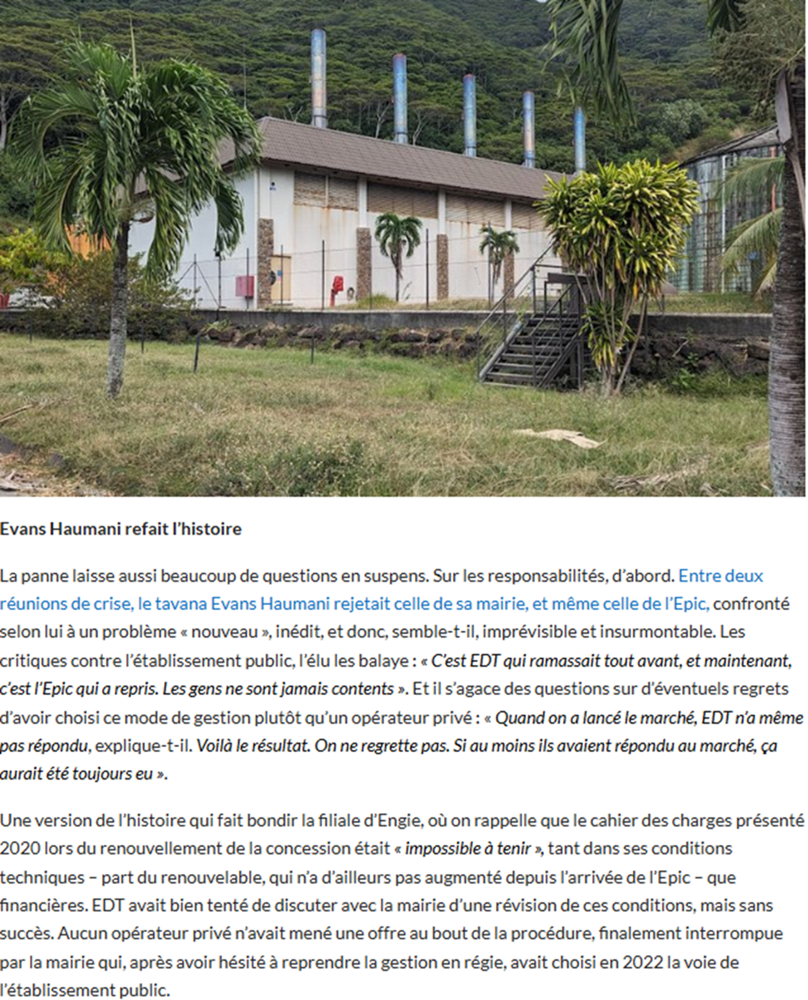 Evans Haumani refait l’histoire
La panne laisse aussi beaucoup de questions en suspens. Sur les responsabilités, d’abord. Entre deux
réunions de crise, le tavana Evans Haumani rejetait celle de sa mairie, et même celle de l’Epic, confronté
selon lui à un problème « nouveau », inédit, et donc, semble-t-il, imprévisible et insurmontable. Les
critiques contre l’établissement public, l’élu les balaye : « C’est EDT qui ramassait tout avant, et maintenant,
c’est l’Epic qui a repris. Les gens ne sont jamais contents ». Et il s’agace des questions sur d’éventuels regrets
d’avoir choisi ce mode de gestion plutôt qu’un opérateur privé : « Quand on a lancé le marché, EDT n’a même
pas répondu, explique-t-il. Voilà le résultat. On ne regrette pas. Si au moins ils avaient répondu au marché, ça
aurait été toujours eu ».
Une version de l’histoire qui fait bondir la filiale d’Engie, où on rappelle que le cahier des charges présenté
2020 lors du renouvellement de la concession était « impossible à tenir », tant dans ses conditions
techniques – part du renouvelable, qui n’a d’ailleurs pas augmenté depuis l’arrivée de l’Epic – que
financières. EDT avait bien tenté de discuter avec la mairie d’une révision de ces conditions, mais sans
succès. Aucun opérateur privé n’avait mené une offre au bout de la procédure, finalement interrompue
par la mairie qui, après avoir hésité à reprendre la gestion en régie, avait choisi en 2022 la voie de
l’établissement public.